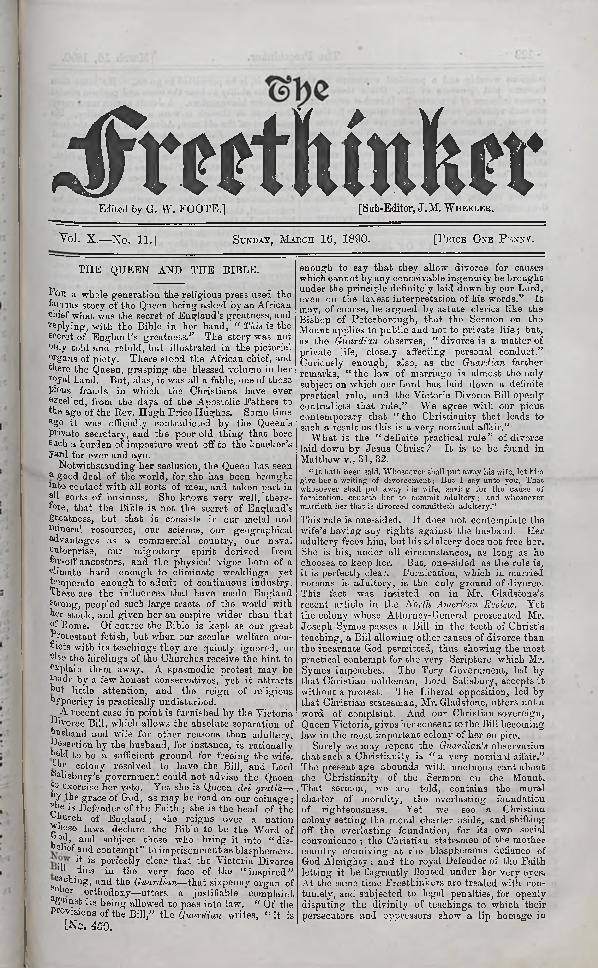 The
Freethinker
Edited by G. W. FOOTE.]
[Sub-Editor, J. M. WHEELER.
Vol. X.—No. 11.]
SUNDAY, MARCH 16, 1890.
[PRICE ONE PENNY.
THE QUEEN AND THE BIBLE.
FOR a whole generation the religious press used the
famous story of the Queen being asked by an African
chief what was the secret of England's greatness, and
replying, with the Bible in her hand, "This is the
secret of England's greatness." The story was not
only told and retold, but illustrated in the pictorial
organs of piety. There stood the African chief, and
there the Queen, grasping the blessed volume in her
royal hand. But, alas, it was all a fable, one of those
pious frauds in which the Christians have ever
excelled, from the days of the Apostolic Fathers to
the age of the Rev. Hugh Price Hughes. Some time
ago it was officially contradicted by the Queen's
private secretary, and the poor old thing that bore
such a burden of imposture went off to the knacker's
yard for ever and aye.
Notwithstanding her seclusion, the Queen has seen
a good deal of the world, for she has been brought
into contact with all sorts of men, and taken part in
all sorts of business. She knows very well, there-
fore, that the Bible is not the secret of England's
greatness, but that it consists in our metal and
mineral resources, our science, our geographical
advantages as a commercial country, our naval
enterprise, our migratory spirit derived from
far-off ancestors, and the physical vigor born of a
climate hard enough to eliminate weaklings yet
temperate enough to admit of continuous industry.
These are the influences that have made England
strong, peopled such large tracts of the world with
her stock, and given her an empire wider than that
of Rome. Of course the Bible is kept as our great
Protestant fetish, but when our secular welfare con-
flicts with its teachings they are quietly ignored, or
else the hirelings of the Churches receive the hint to
explain them away. A spasmodic protest may be
made by a few honest conservatives, yet it attracts
but little attention, and the reign of religious
hypocrisy is practically undisturbed.
A recent case in point is furnished by the Victoria
Divorce Bill, which allows the absolute separation of
husband and wife for other reasons than adultery.
Desertion by the husband, for instance, is rationally
held to be a sufficient ground for freeing the wife.
The colony resolved to have the Bill, and Lord
Salisbury's government could not advise the Queen
to exercise her veto. Yes she is Queen dei gratia—
by the grace of God, as may be read on our coinage;
she is Defender of the Faith; she is the head of the
Church of England; she reigns over a nation
whose laws declare the Bible to be the Word of
God, and subject those who bring it into "dis-
belief and contempt" to imprisonment as blasphemers.
Now it is perfectly clear that the Victoria Divorce
Bill flies in the very face of the "inspired"
teaching, and the Guardian—that sixpenny organ of
sober orthodoxy—utters a justifiable complaint
against its being allowed to pass into law. "Of the
provisions of the Bill," the Guardian writes, "it is
[No. 450.
enough to say that they allow divorce for causes
which cannot by any conceivable ingenuity be brought
under the principle definitely laid down by our Lord,
even on the laxest interpretation of his words." It
may, of course, be argued by astute clerics like the
Bishop of Peterborough, that the Sermon on the
Mount applies to public and not to private life; but,
as the Guardian observes, "divorce is a matter of
private life, closely affecting personal conduct."
Curiously enough, also, as the Guardian further
remarks, "the law of marriage is almost the only
subject on which our Lord has laid down a definite
practical rule, and the Victoria Divorce Bill openly
contradicts that rule." We agree with our pious
contemporary that "the Christianity that leads to
such a result as this is a very nominal affair."
What is the "definite practical rule" of divorce
laid down by Jesus Christ? It is to be found in
Matthew v., 31, 32.
"It hath been said, Whosoever shall put away his wife, let him
give her a writing of divorcement: But I say unto you, That
whosoever shall put away his wife, saving for the cause of
fornication, causeth her to commit adultery; and whosoever
marrieth her that is divorced committeth adultery."
This rule is one-sided. It does not contemplate the
wife's having any rights against the husband. Her
adultery frees him, but his adultery does not free her.
She is his, under all circumstances, as long as he
chooses to keep her. But, one-sided as the rule is,
it is perfectly clear. Fornication, which in married
persons is adultery, is the only ground of divorce.
This fact was insisted on in Mr. Gladstone's
recent article in the North American Review. Yet
the colony whose Attorney-General prosecuted Mr.
Joseph Symes passes a Bill in the teeth of Christ's
teaching, a Bill allowing other causes of divorce than
the incarnate God permitted, thus showing the most
practical contempt for the very Scripture which Mr.
Symes impeaches. The Tory Government, led by
that Christian nobleman, Lord Salisbury, accepts it
without a protest. The Liberal opposition, led by
that Christian statesman, Mr. Gladstone, utters not a
word of complaint. And our Christian sovereign,
Queen Victoria, gives her consent to the Bill becoming
law in the most important colony of her empire.
Surely we may repeat the Guardian's observation
that such a Christianity is "a very nominal affair."
The present age abounds with unctuous cant about
the Christianity of the Sermon on the Mount.
That sermon, we are told, contains the moral
charter of morality, the everlasting foundation
of righteousness. Yet we see a Christian
colony setting the moral charter aside, and shifting
off the everlasting foundation, for its own social
convenience; the Christian statesmen of the mother
country conniving at this blasphemous defiance of
God Almighty; and the royal Defender of the Faith
letting it be flagrantly flouted under her very eyes.
At the same time Freethinkers are treated with con-
tumely, and subjected to legal penalties, for openly
disputing the divinity of teachings to which their
persecutors and oppressors show a lip homage in